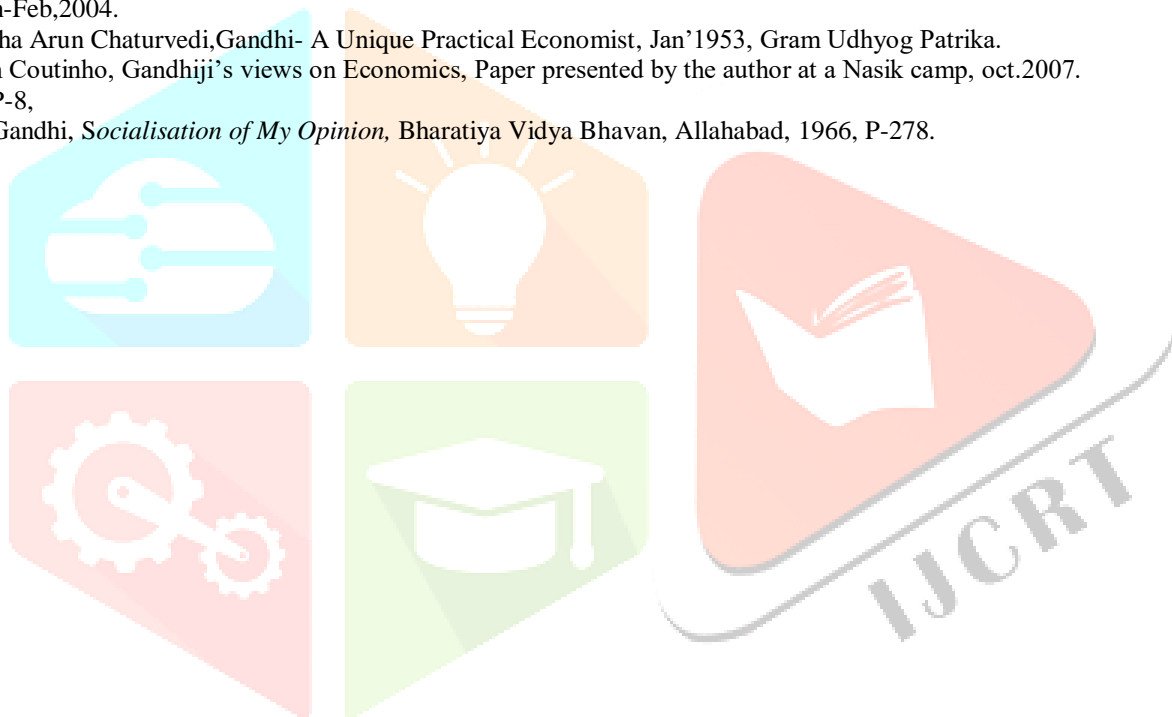 n-Feb,2004.
ha Arun Chaturvedi,Gandhi- A Unique Practical Economist, Jan’1953, Gram Udhyog Patrika.
n Coutinho, Gandhiji’s views on Economics, Paper presented by the author at a Nasik camp, oct.2007.
P-8,
Gandhi, Socialisation of My Opinion, Bharatiya Vidya Bhavan, Allahabad, 1966, P-278.
IJCRT